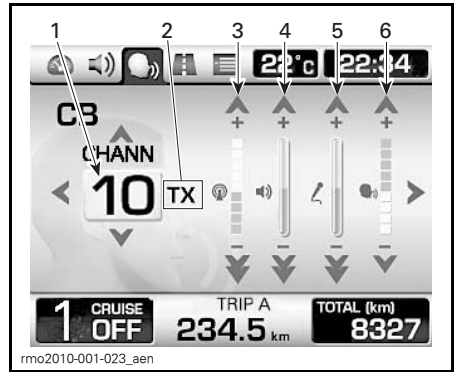 1 2 3 4 5 6
22°c 22:34
CB
CHANN
10 TX
+ + + +
− − − −
1 CRUISE OFF
TRIP A
234.5 km
TOTAL (km)
8327
rmo2010-001-023_aen